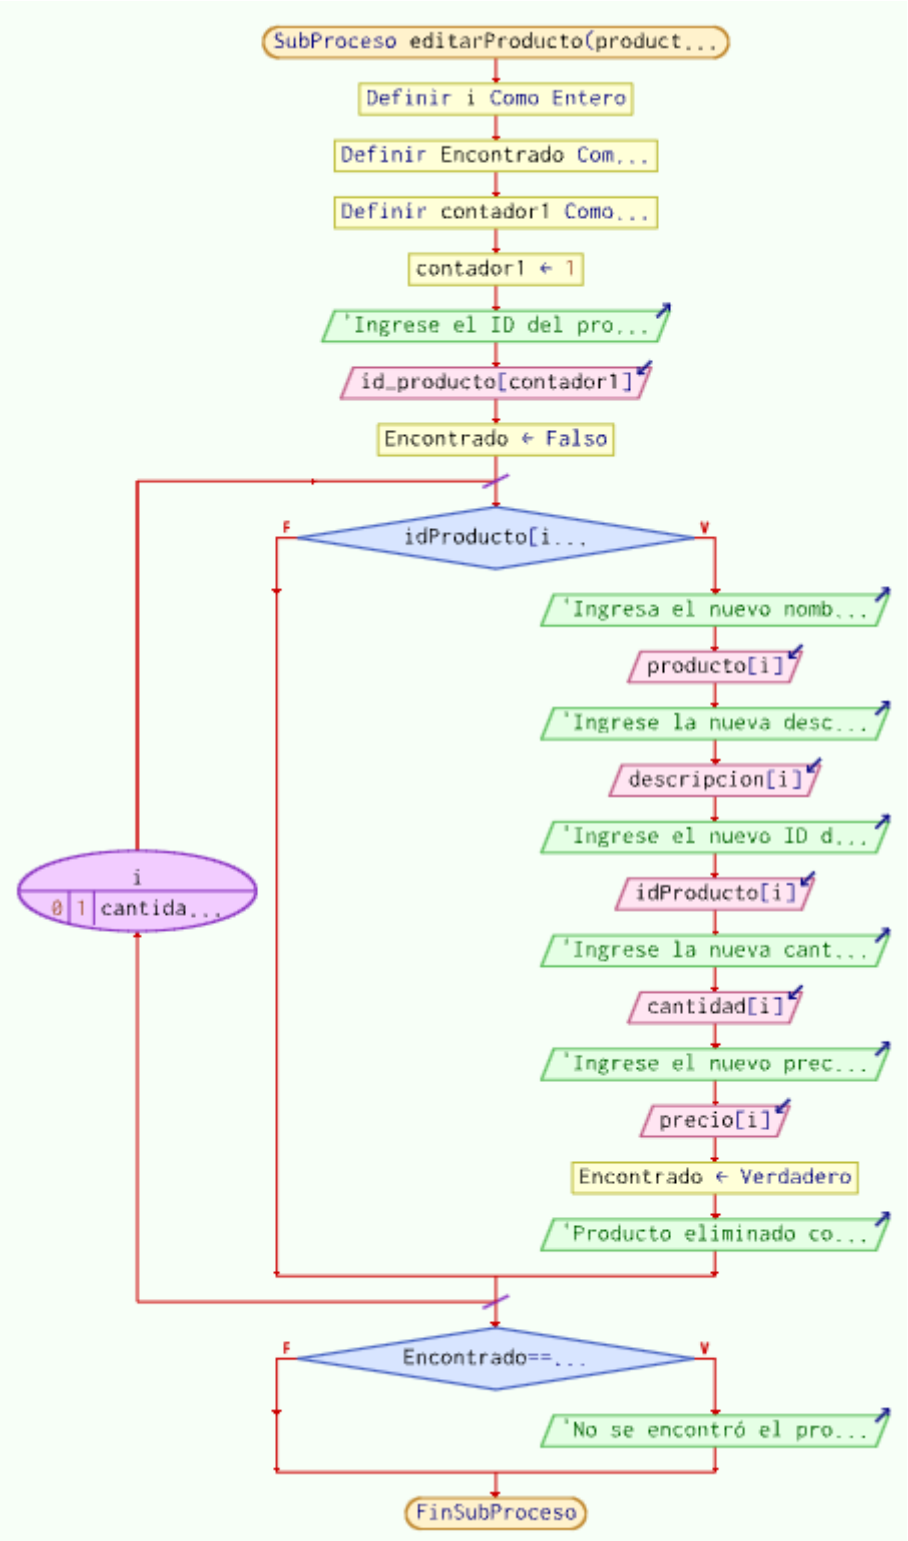 SubProceso editarProducto(product...
Definir i Como Entero
Definir Encontrado Com...
Definir contador1 Como...
contador1 ← 1
'Ingrese el ID del pro...
id_producto[contador1]
Encontrado ← Falso
F
V
idProducto[i...
'Ingresa el nuevo nomb...
producto[i]
'Ingrese la nueva desc...
descripcion[i]
'Ingrese el nuevo ID d...
i
0 1 cantida...
idProducto[i]
'Ingrese la nueva cant...
cantidad[i]
'Ingrese el nuevo prec...
precio[i]
Encontrado ← Verdadero
'Producto eliminado co...
F
V
Encontrado==...
'No se encontró el pro...
FinSubProceso